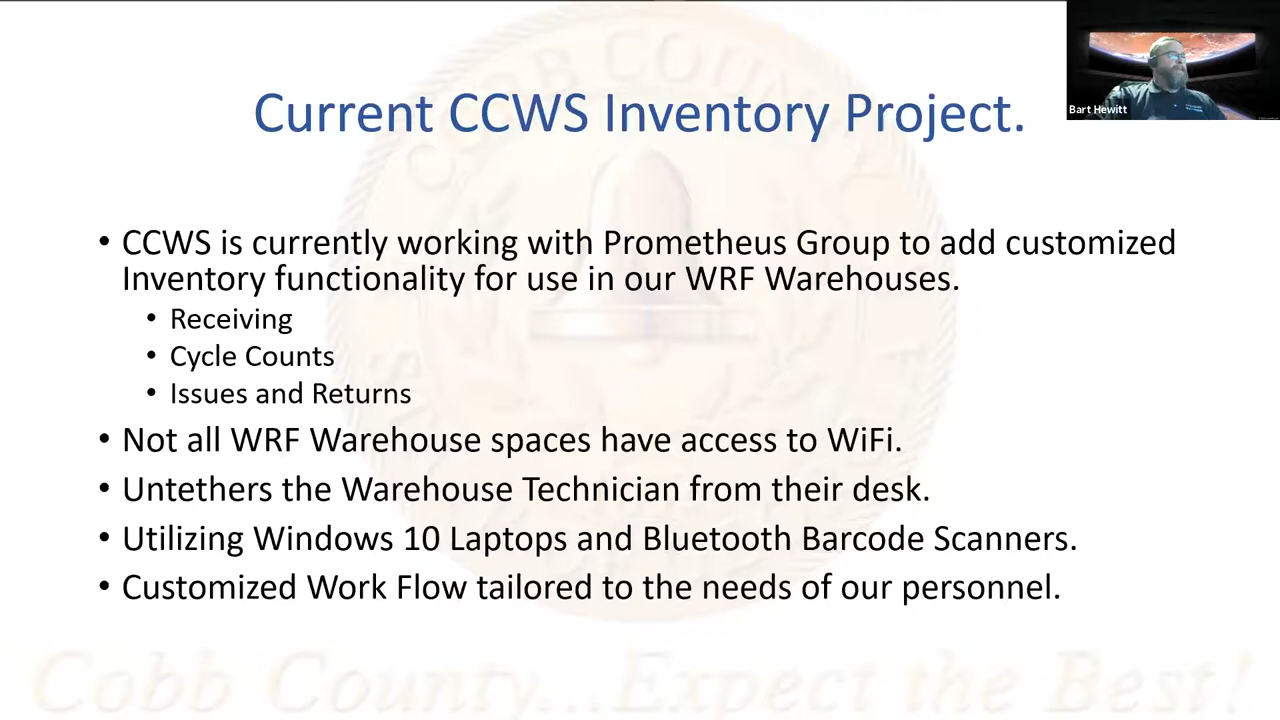 COBB COUNTY
Current CCWS Inventory Project.
Bart Hewitt
• CCWS is currently working with Prometheus Group to add customized
Inventory functionality for use in our WRF Warehouses.
• Receiving
• Cycle Counts
• Issues and Returns
• Not all WRF Warehouse spaces have access to WiFi.
• Untethers the Warehouse Technician from their desk.
• Utilizing Windows 10 Laptops and Bluetooth Barcode Scanners.
• Customized Work Flow tailored to the needs of our personnel.
Cobb County...Expect the Best!